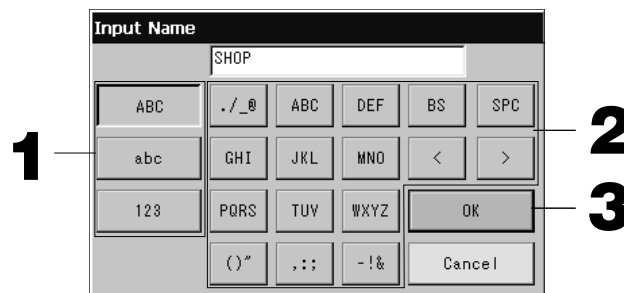 Input Name
SHOP
ABC ./_@ ABC DEF BS SPC
1 abc GHI JKL MNO < > 2
123 PQRS TUV WXYZ OK 3
()" ,:; -!& Cancel